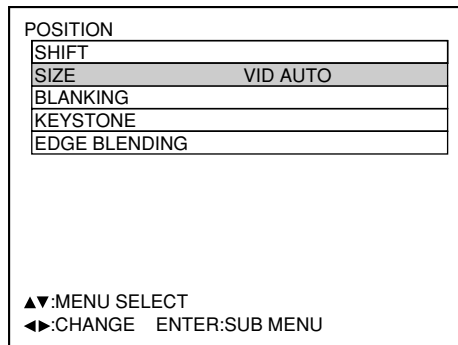 POSITION
SHIFT
SIZE VID AUTO
BLANKING
KEYSTONE
EDGE BLENDING
▲▼:MENU SELECT
◄►:CHANGE ENTER:SUB MENU